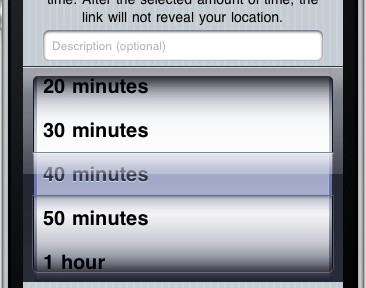 time. After the selected amount of time, the
link will not reveal your location.
Description (optional)
20 minutes
30 minutes
40 minutes
50 minutes
1 hour